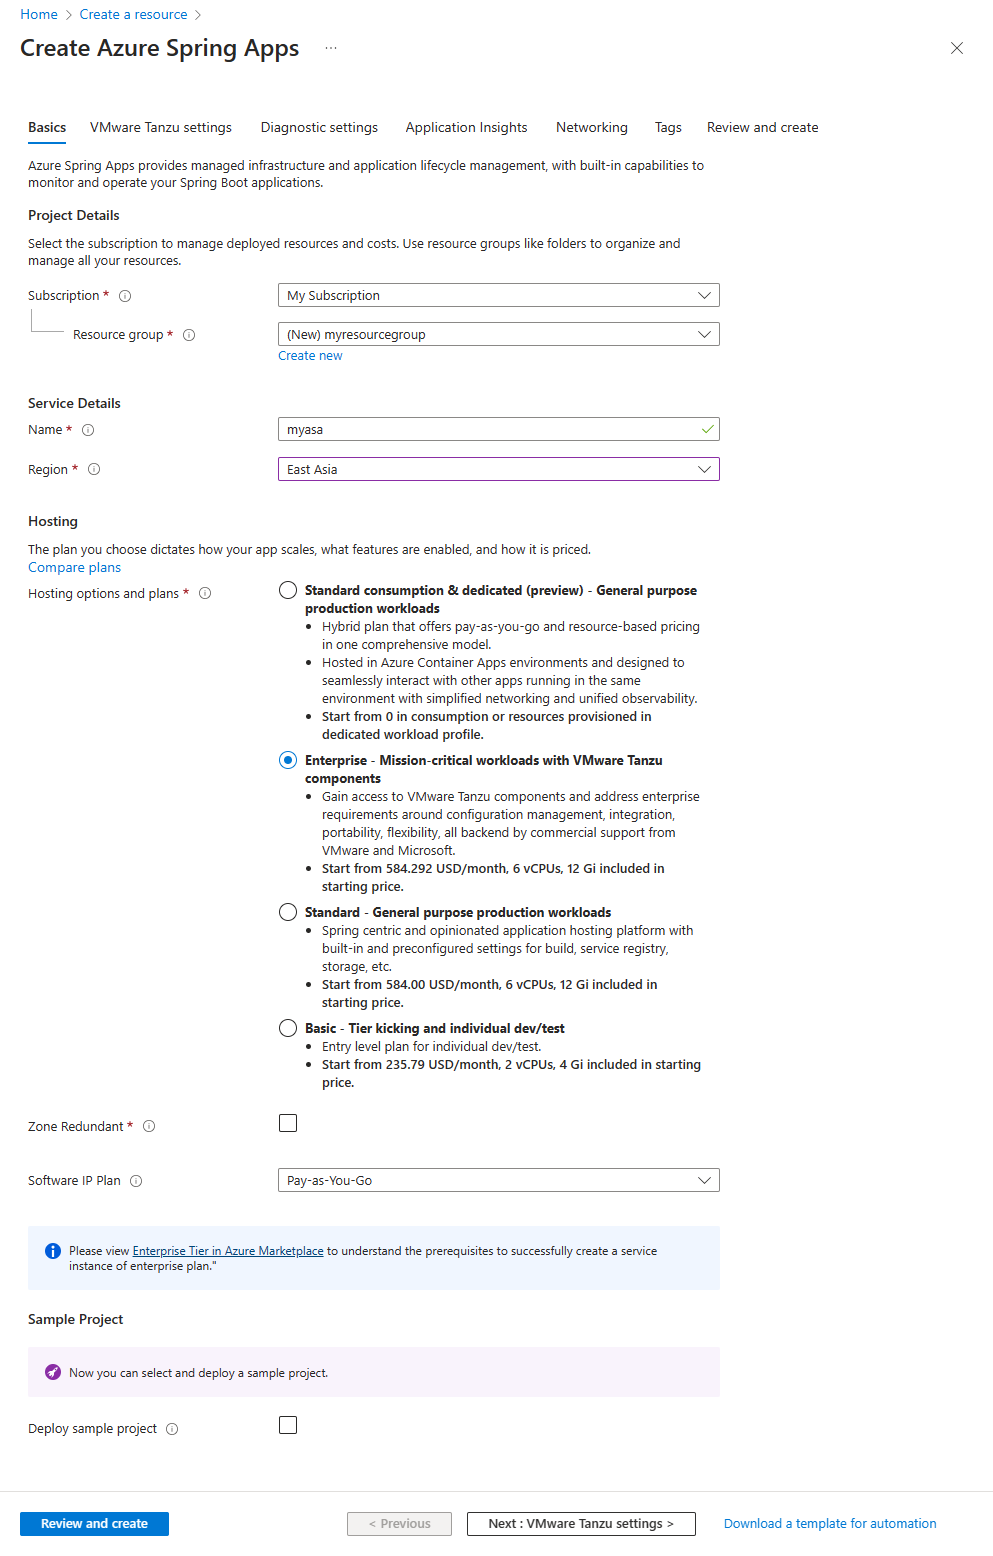 Home > Create a resource >
Create Azure Spring Apps ...
Basics VMware Tanzu settings Diagnostic settings Application Insights Networking Tags Review and create
Azure Spring Apps provides managed infrastructure and application lifecycle management, with built-in capabilities to
monitor and operate your Spring Boot applications.
Project Details
Select the subscription to manage deployed resources and costs. Use resource groups like folders to organize and
manage all your resources.
Subscription * My Subscription
Resource group * (New) myresourcegroup
Create new
Service Details
Name * myasa
Region * East Asia
Hosting
The plan you choose dictates how your app scales, what features are enabled, and how it is priced.
Compare plans
Hosting options and plans *
Standard consumption & dedicated (preview) - General purpose
production workloads
• Hybrid plan that offers pay-as-you-go and resource-based pricing
in one comprehensive model.
• Hosted in Azure Container Apps environments and designed to
seamlessly interact with other apps running in the same
environment with simplified networking and unified observability.
• Start from 0 in consumption or resources provisioned in
dedicated workload profile.
Enterprise - Mission-critical workloads with VMware Tanzu
components
• Gain access to VMware Tanzu components and address enterprise
requirements around configuration management, integration,
portability, flexibility, all backend by commercial support from
VMware and Microsoft.
• Start from 584.292 USD/month, 6 vCPUs, 12 Gi included in
starting price.
Standard - General purpose production workloads
• Spring centric and opinionated application hosting platform with
built-in and preconfigured settings for build, service registry,
storage, etc.
• Start from 584.00 USD/month, 6 vCPUs, 12 Gi included in
starting price.
Basic - Tier kicking and individual dev/test
• Entry level plan for individual dev/test.
• Start from 235.79 USD/month, 2 vCPUs, 4 Gi included in starting
price.
Zone Redundant *
Software IP Plan Pay-as-You-Go
Please view Enterprise Tier in Azure Marketplace to understand the prerequisites to successfully create a service
instance of enterprise plan."
Sample Project
Now you can select and deploy a sample project.
Deploy sample project
Review and create < Previous Next : VMware Tanzu settings > Download a template for automation